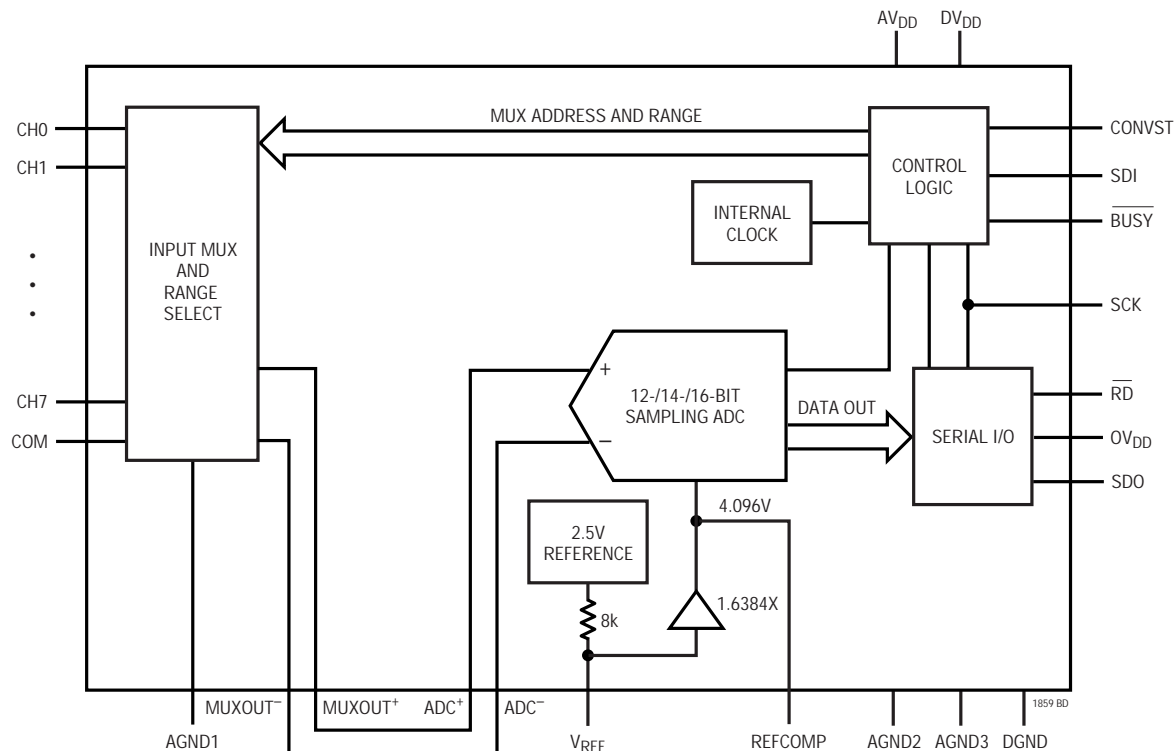 AVDD DVDD
MUX ADDRESS AND RANGE
CH0
CONVST
CH1
CONTROL
LOGIC
SDI
INTERNAL
CLOCK
BUSY
INPUT MUX
AND
RANGE
SELECT
•
•
•
SCK
+
12-/14-/16-BIT
SAMPLING ADC
DATA OUT
RD
CH7
COM
–
SERIAL I/O
OVDD
SDO
4.096V
2.5V
REFERENCE
1.6384X
8k
MUXOUT– MUXOUT+ ADC+ ADC–
1859 BD
AGND1 VREF REFCOMP AGND2 AGND3 DGND